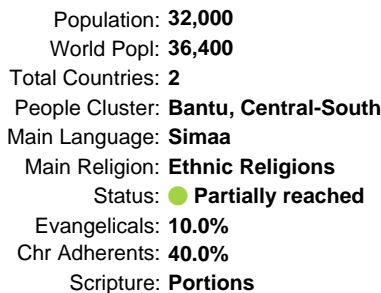 Population: 32,000
World Popl: 36,400
Total Countries: 2
People Cluster: Bantu, Central-South
Main Language: Simaa
Main Religion: Ethnic Religions
Status: Partially reached
Evangelicals: 10.0%
Chr Adherents: 40.0%
Scripture: Portions